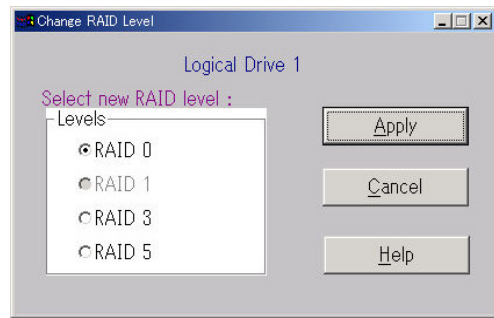 Change RAID Level
Logical Drive 1
Select new RAID level :
Levels
RAID 0
RAID 1
RAID 3
RAID 5
Apply
Cancel
Help